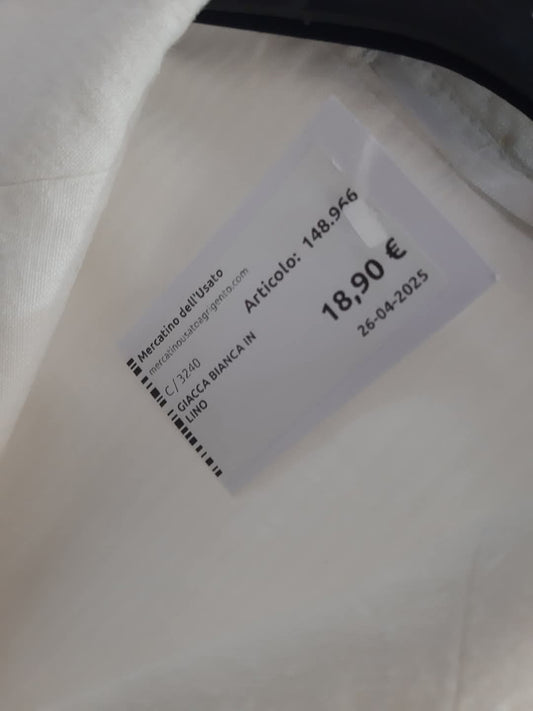 Mercatino dell'Usato
mercatinousatoagrigento.com
Articolo: 148.966
C/3240
18,90 €
GIACCA BIANCA IN
LINO
26-04-2025